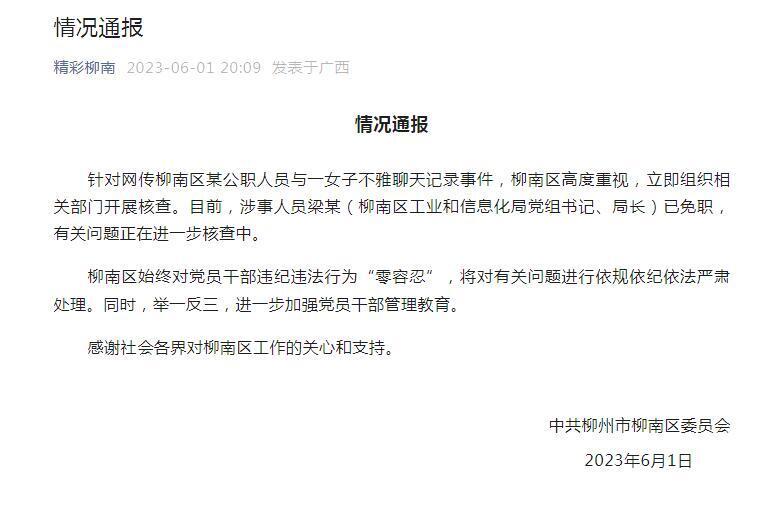 情况通报
精彩柳南 2023-06-01 20:09 发表于广西
情况通报
针对网传柳南区某公职人员与一女子不雅聊天记录事件，柳南区高度重视，立即组织相
关部门开展核查。目前，涉事人员梁某（柳南区工业和信息化局党组书记、局长）已免职，
有关问题正在进一步核查中。
柳南区始终对党员干部违纪违法行为“零容忍”，将对有关问题进行依规依纪依法严肃
处理。同时，举一反三，进一步加强党员干部管理教育。
感谢社会各界对柳南区工作的关心和支持。
中共柳州市柳南区委员会
2023年6月1日